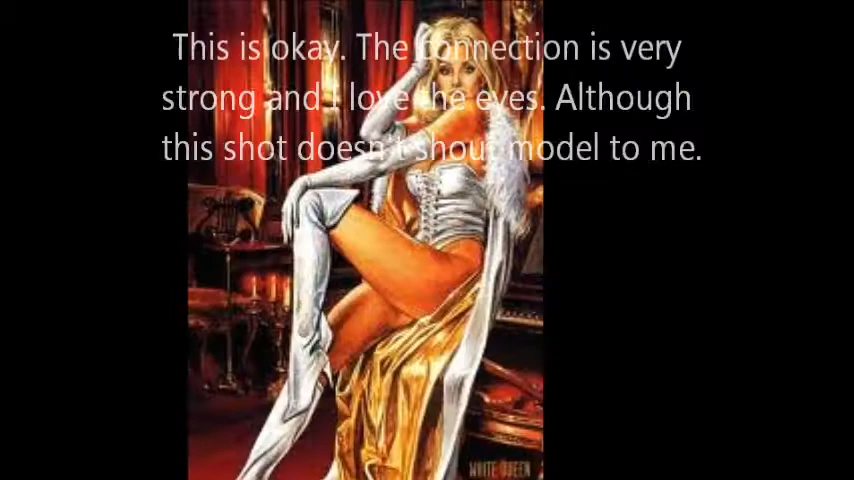 This is okay. The connection is very
strong and I love the eyes. Although
this shot doesn't shout model to me.
WHITE QUEEN